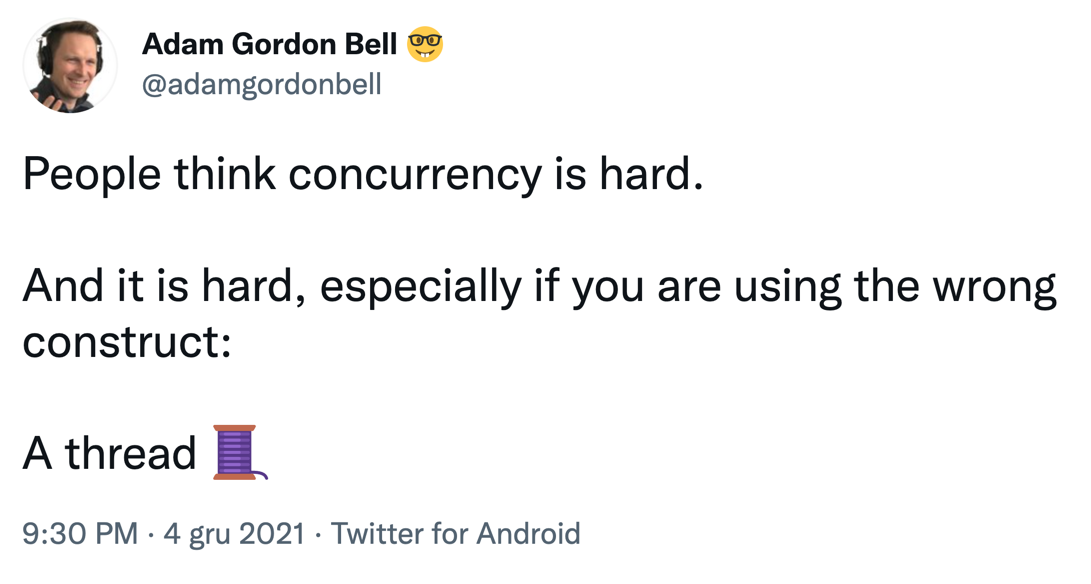 Adam Gordon Bell 🤓
@adamgordonbell
People think concurrency is hard.
And it is hard, especially if you are using the wrong
construct:
A thread 🧵
9:30 PM · 4 gru 2021 · Twitter for Android